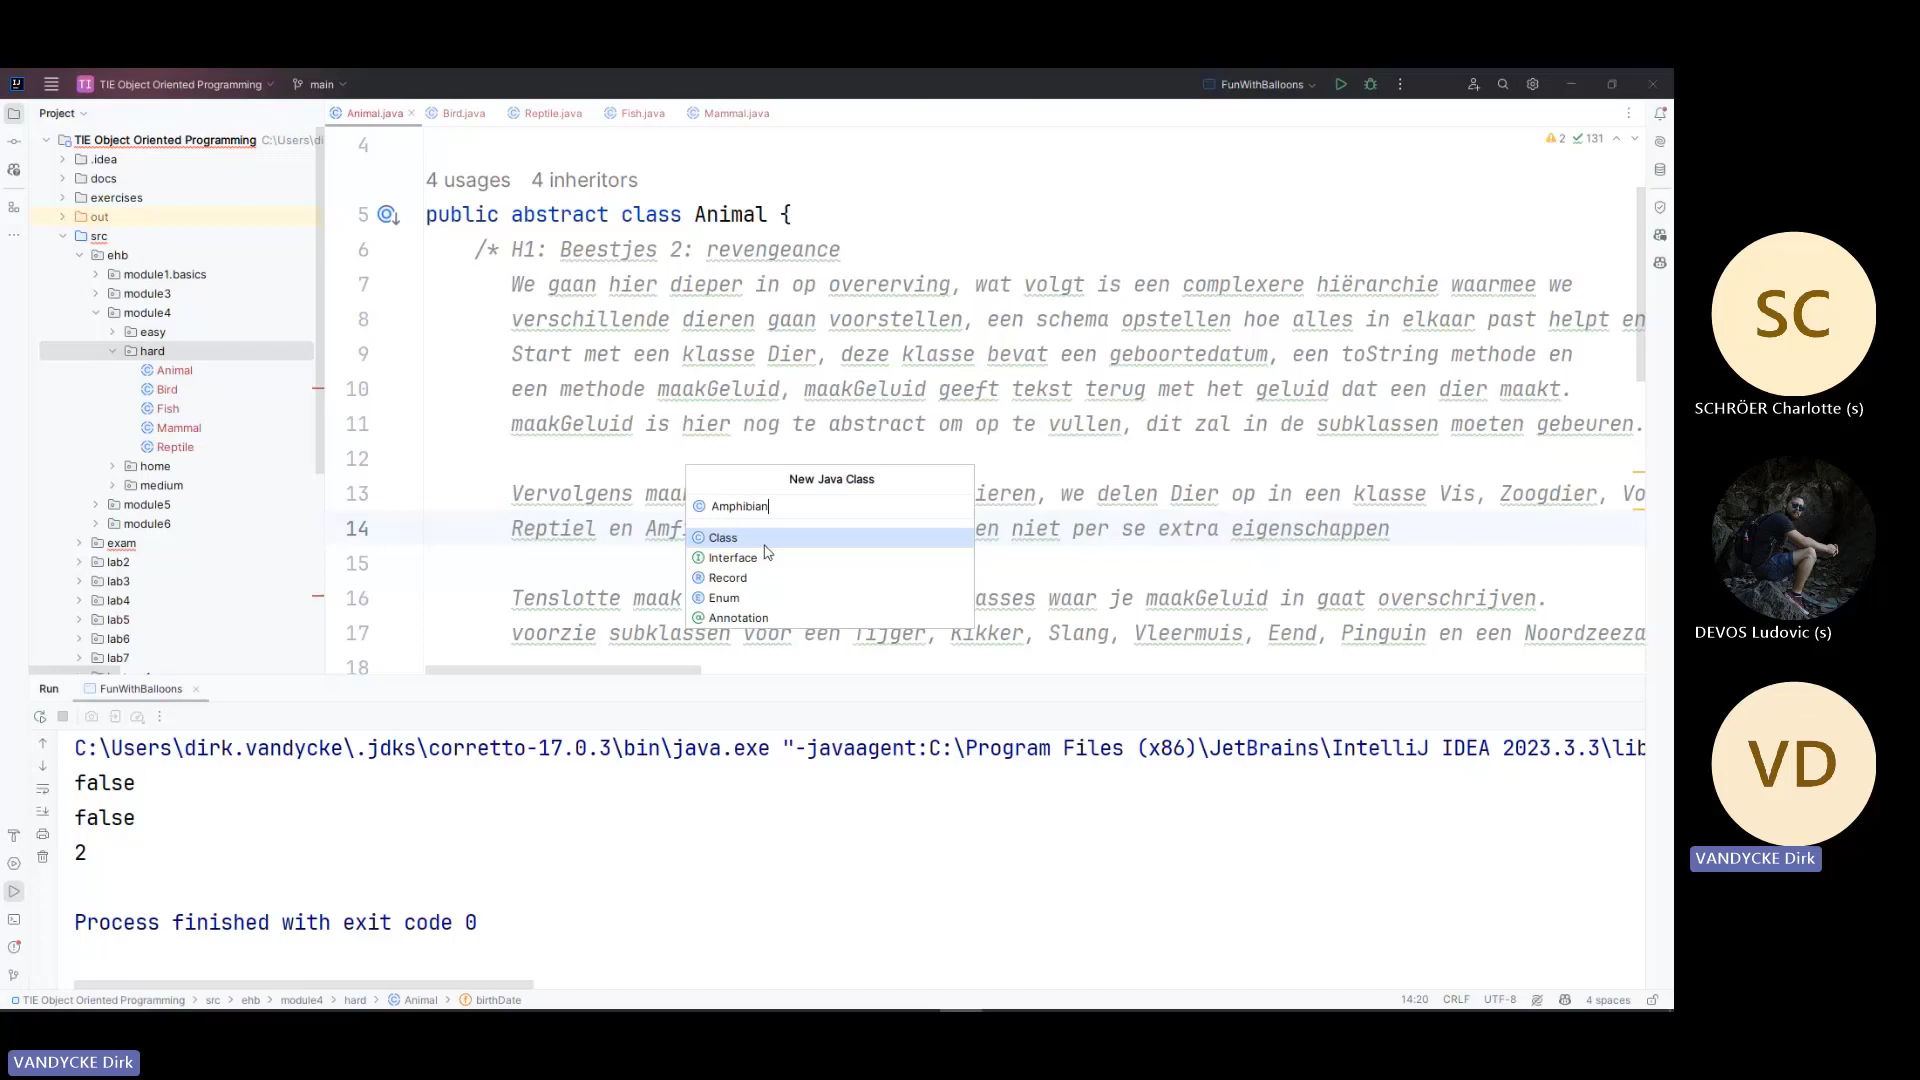 TI TIE Object Oriented Programming main FunWithBalloons
Project
Animal.java Bird.java Reptile.java Fish.java Mammal.java
TIE Object Oriented Programming C:\Users\di
.idea
docs
exercises
out
src
ehb
module1.basics
module3
module4
easy
hard
Animal
Bird
Fish
Mammal
Reptile
home
medium
module5
module6
exam
lab2
lab3
lab4
lab5
lab6
lab7
2 131
4
4 usages 4 inheritors
5 public abstract class Animal {
6 /* H1: Beestjes 2: revengeance
7 We gaan hier dieper in op overerving, wat volgt is een complexere hiërarchie waarmee we
8 verschillende dieren gaan voorstellen, een schema opstellen hoe alles in elkaar past helpt en
9 Start met een klasse Dier, deze klasse bevat een geboortedatum, een toString methode en
10 een methode maakGeluid, maakGeluid geeft tekst terug met het geluid dat een dier maakt.
11 maakGeluid is hier nog te abstract om op te vullen, dit zal in de subklassen moeten gebeuren.
12
13 Vervolgens maa ieren, we delen Dier op in een klasse Vis, Zoogdier, Vo
14 Reptiel en Amf en niet per se extra eigenschappen
15
16 Tenslotte maak asses waar je maakGeluid in gaat overschrijven.
17 voorzie subklassen voor een Tijger, Kikker, Slang, Vleermuis, Eend, Pinguin en een Noordzeeza
18
New Java Class
Amphibian
Class
Interface
Record
Enum
Annotation
Run FunWithBalloons
C:\Users\dirk.vandycke\.jdks\corretto-17.0.3\bin\java.exe "-javaagent:C:\Program Files (x86)\JetBrains\IntelliJ IDEA 2023.3.3\lib
false
false
2
Process finished with exit code 0
TIE Object Oriented Programming > src > ehb > module4 > hard > Animal > birthDate
14:20 CRLF UTF-8 4 spaces
SC
SCHRÖER Charlotte (s)
DEVOS Ludovic (s)
VD
VANDYCKE Dirk
VANDYCKE Dirk